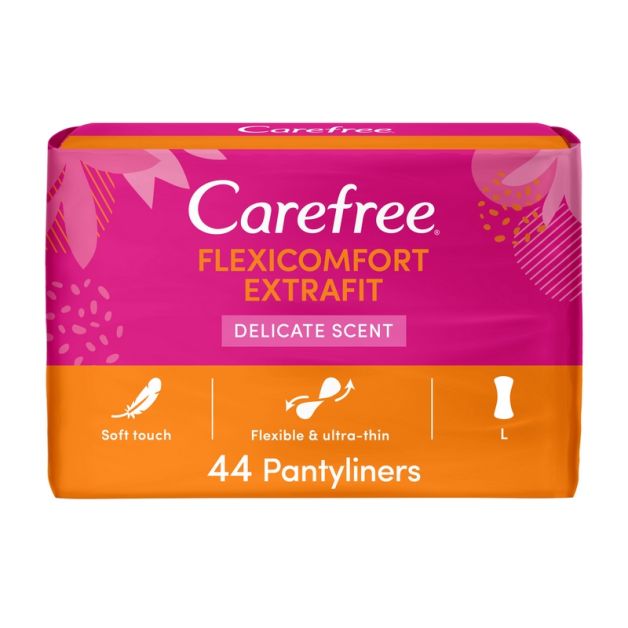 Carefree
Carefree®
FLEXICOMFORT
EXTRAFIT
DELICATE SCENT
Soft touch
Flexible & ultra-thin
L
44 Pantyliners